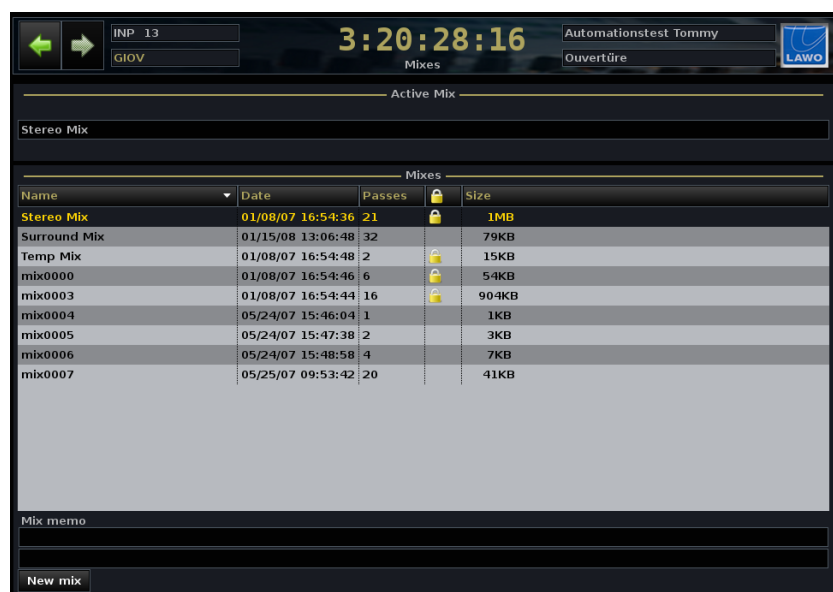 INP 13
GIOV
3:20:28:16
Mixes
Automationstest Tommy
Ouvertüre
LAWO
Active Mix
Stereo Mix
Mixes
Name Date Passes Size
Stereo Mix 01/08/07 16:54:36 21 1MB
Surround Mix 01/15/08 13:06:48 32 79KB
Temp Mix 01/08/07 16:54:48 2 15KB
mix0000 01/08/07 16:54:46 6 54KB
mix0003 01/08/07 16:54:44 16 904KB
mix0004 05/24/07 15:46:04 1 1KB
mix0005 05/24/07 15:47:38 2 3KB
mix0006 05/24/07 15:48:58 4 7KB
mix0007 05/25/07 09:53:42 20 41KB
Mix memo
New mix